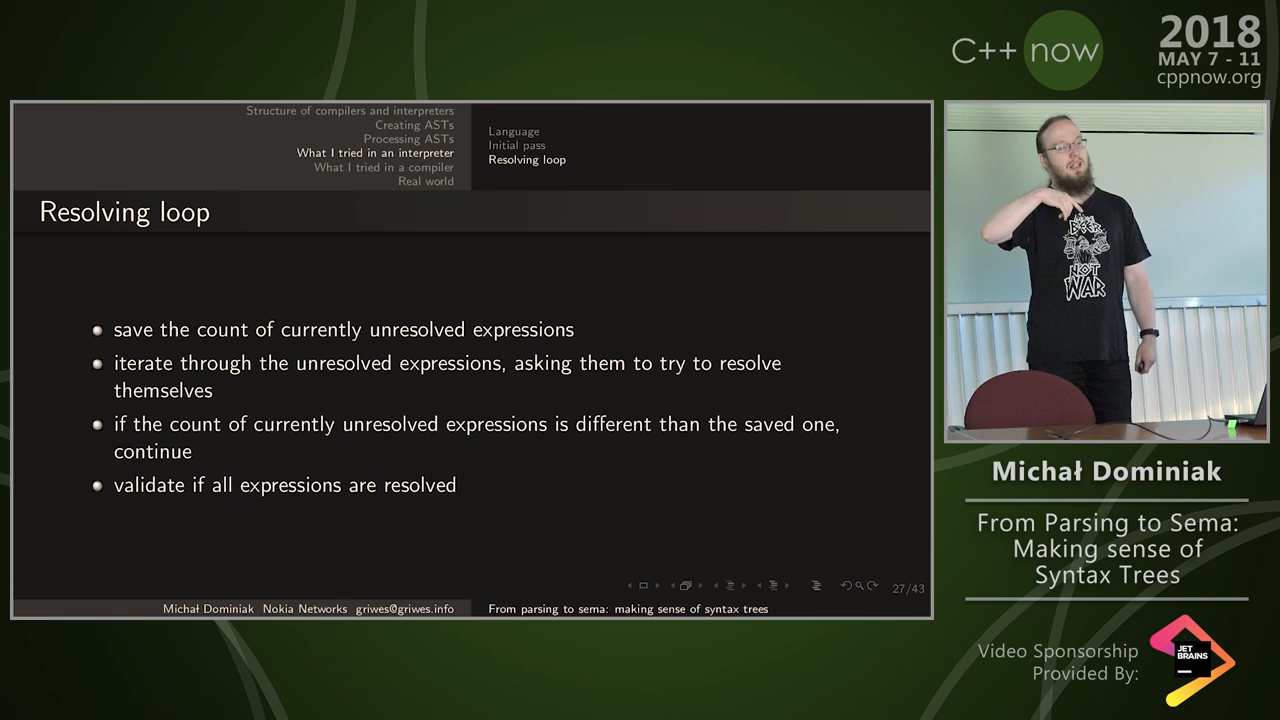 C++ now
2018
MAY 7 - 11
cppnow.org
Structure of compilers and interpreters
Creating ASTs
Processing ASTs
What I tried in an interpreter
What I tried in a compiler
Real world
Language
Initial pass
Resolving loop
Resolving loop
save the count of currently unresolved expressions
iterate through the unresolved expressions, asking them to try to resolve
themselves
if the count of currently unresolved expressions is different than the saved one,
continue
validate if all expressions are resolved
27/43
Michał Dominiak Nokia Networks griwes@griwes.info
From parsing to sema: making sense of syntax trees
BEER
NOT
WAR
Michał Dominiak
From Parsing to Sema:
Making sense of
Syntax Trees
Video Sponsorship
Provided By:
JET
BRAINS